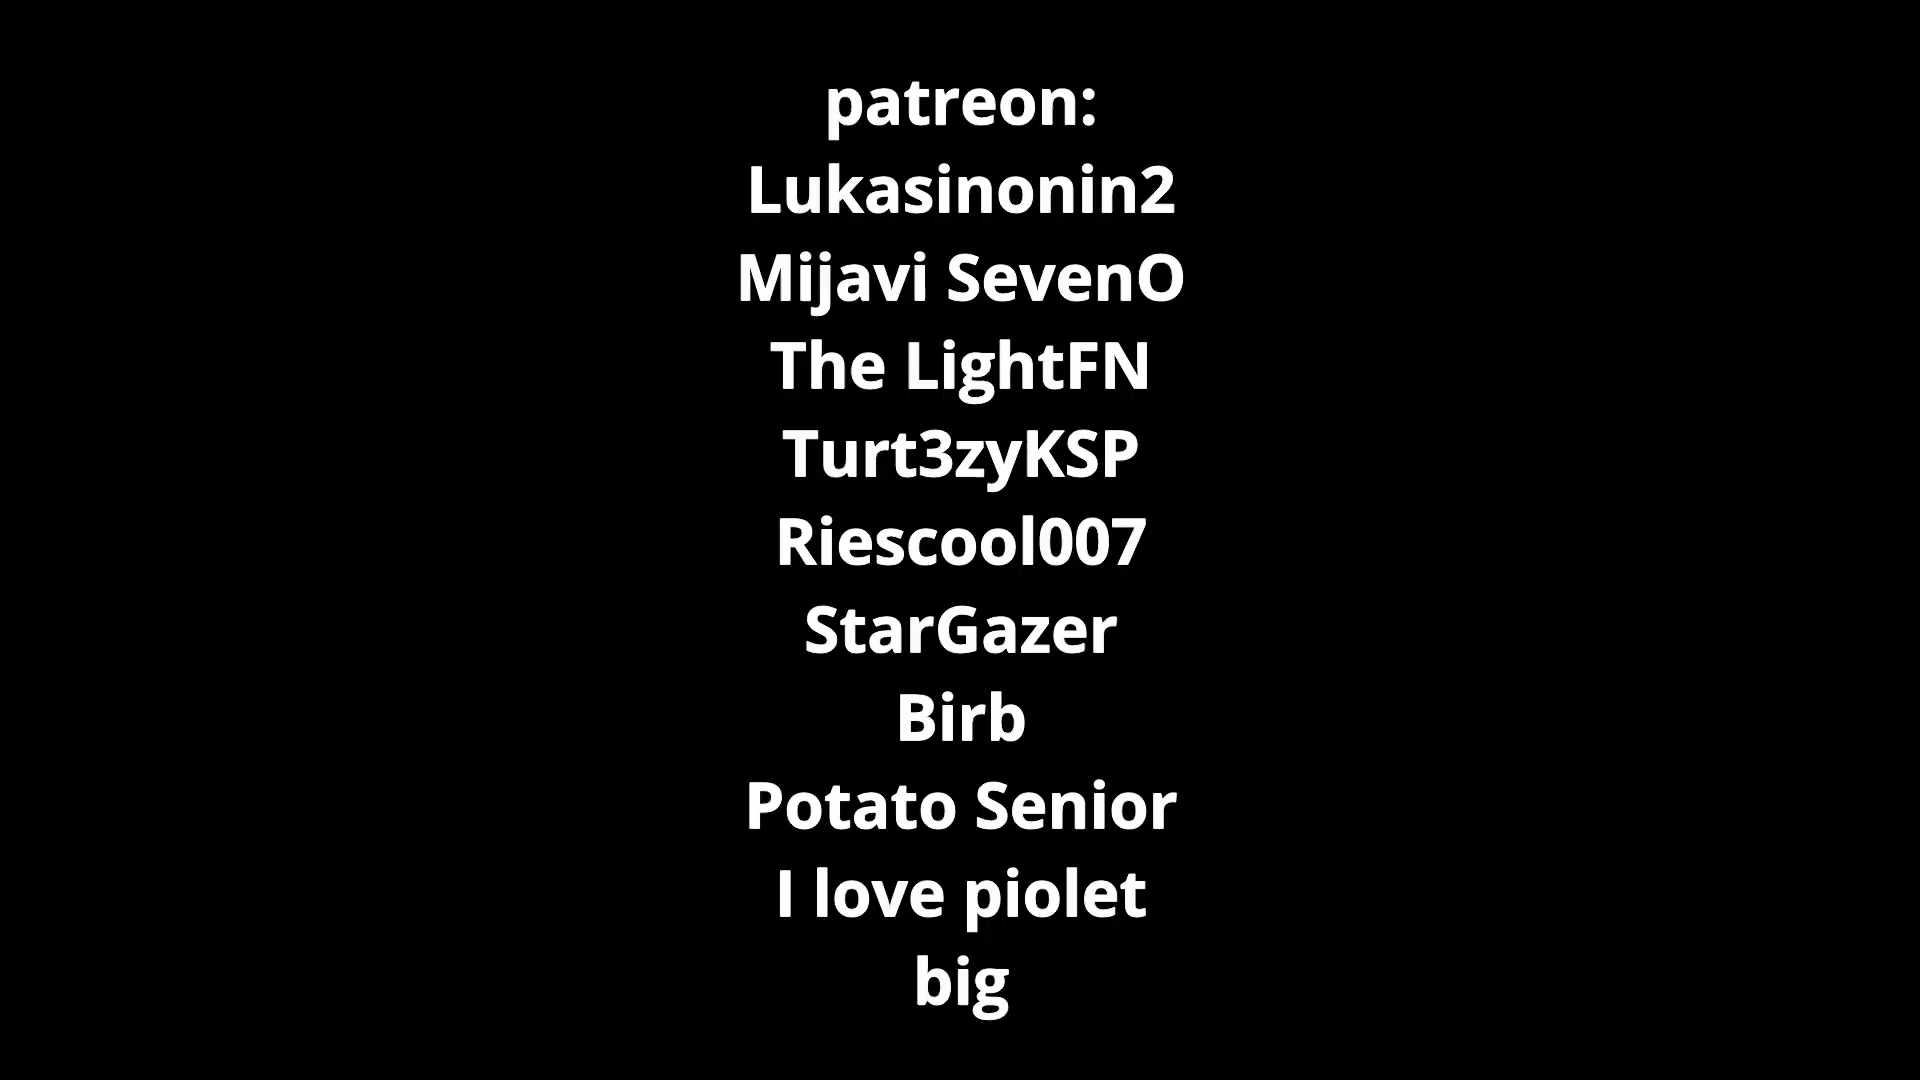 patreon:
Lukasinonin2
Mijavi SevenO
The LightFN
Turt3zyKSP
Riescool007
StarGazer
Birb
Potato Senior
I love piolet
big